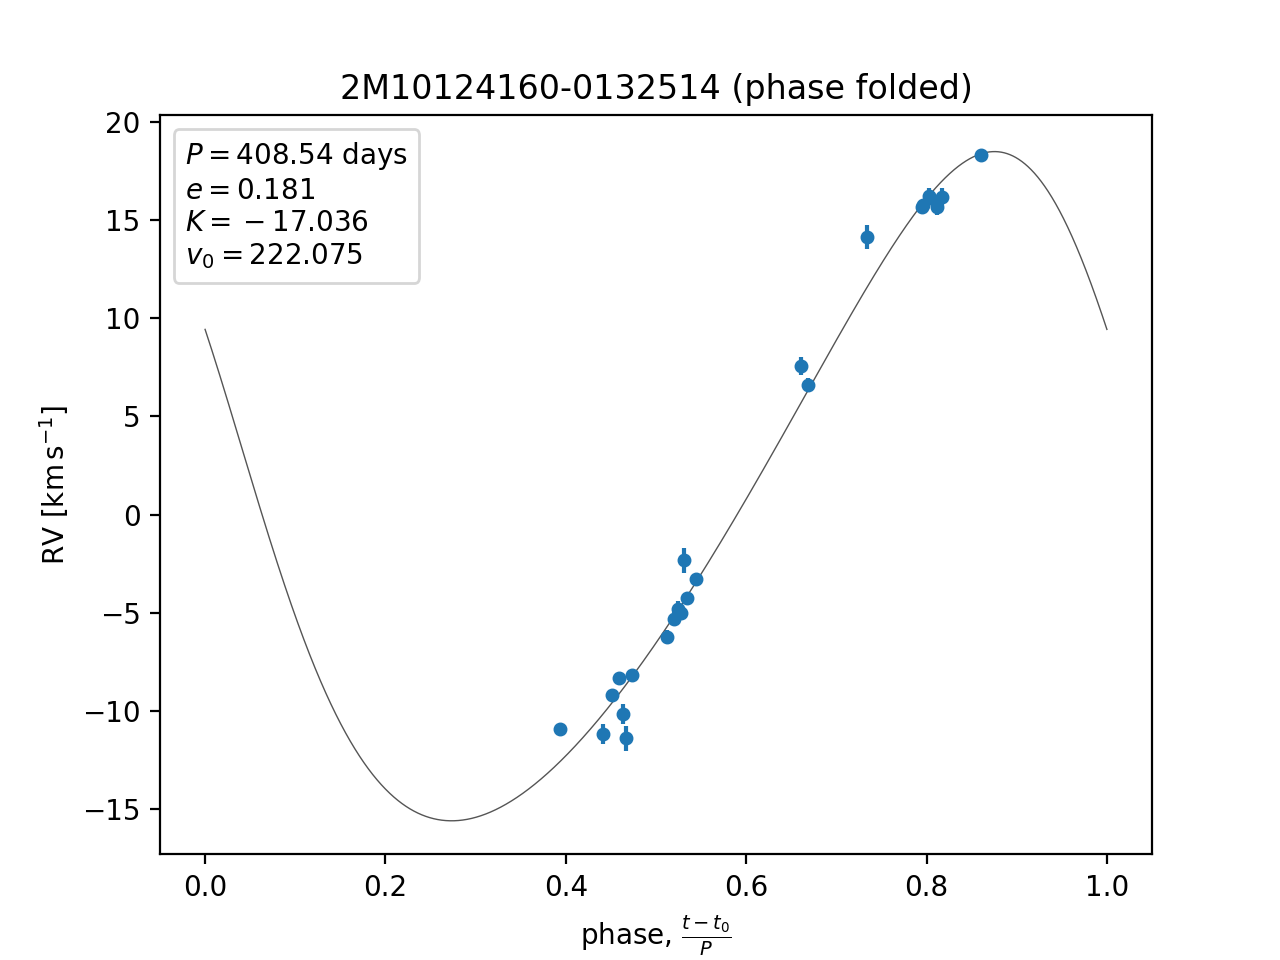 2M10124160-0132514 (phase folded)
P = 408.54 days
e = 0.181
K = − 17.036
v₀ = 222.075
20
15
10
5
0
−5
−10
−15
RV [km s⁻¹]
0.0 0.2 0.4 0.6 0.8 1.0
phase, (t − t₀)/P